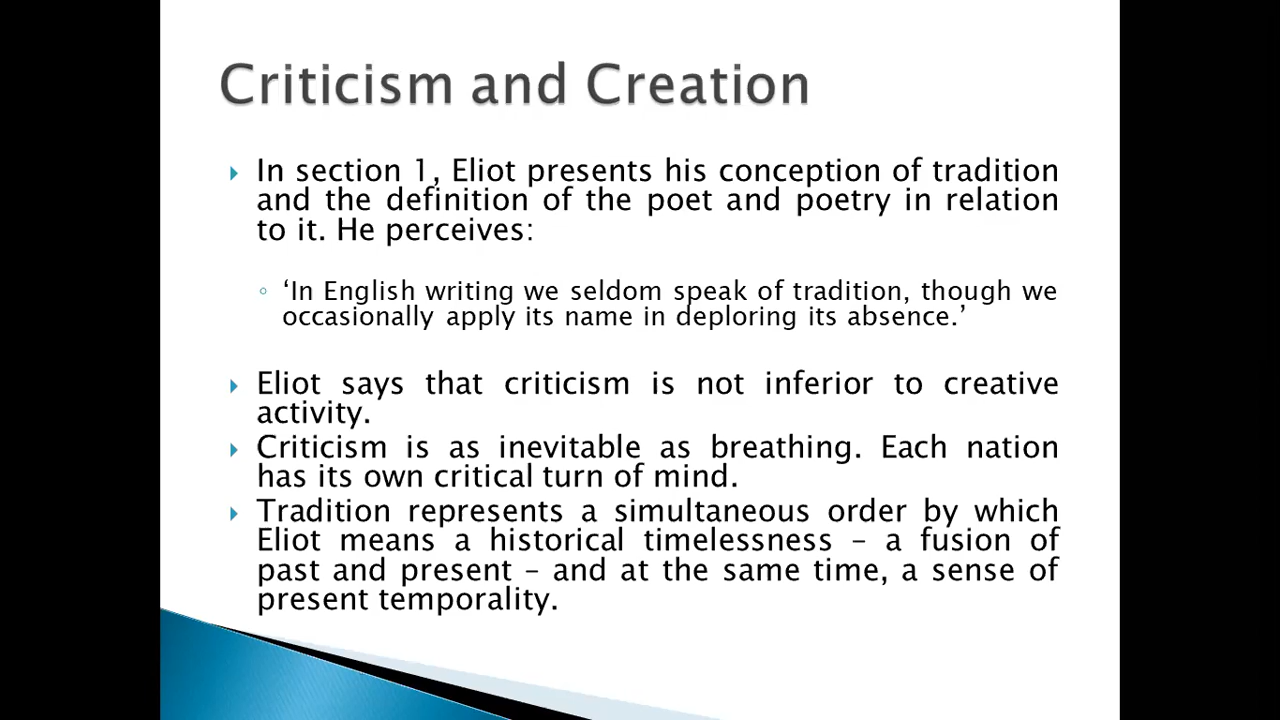 Criticism and Creation
In section 1, Eliot presents his conception of tradition
and the definition of the poet and poetry in relation
to it. He perceives:
‘In English writing we seldom speak of tradition, though we
occasionally apply its name in deploring its absence.’
Eliot says that criticism is not inferior to creative
activity.
Criticism is as inevitable as breathing. Each nation
has its own critical turn of mind.
Tradition represents a simultaneous order by which
Eliot means a historical timelessness – a fusion of
past and present – and at the same time, a sense of
present temporality.